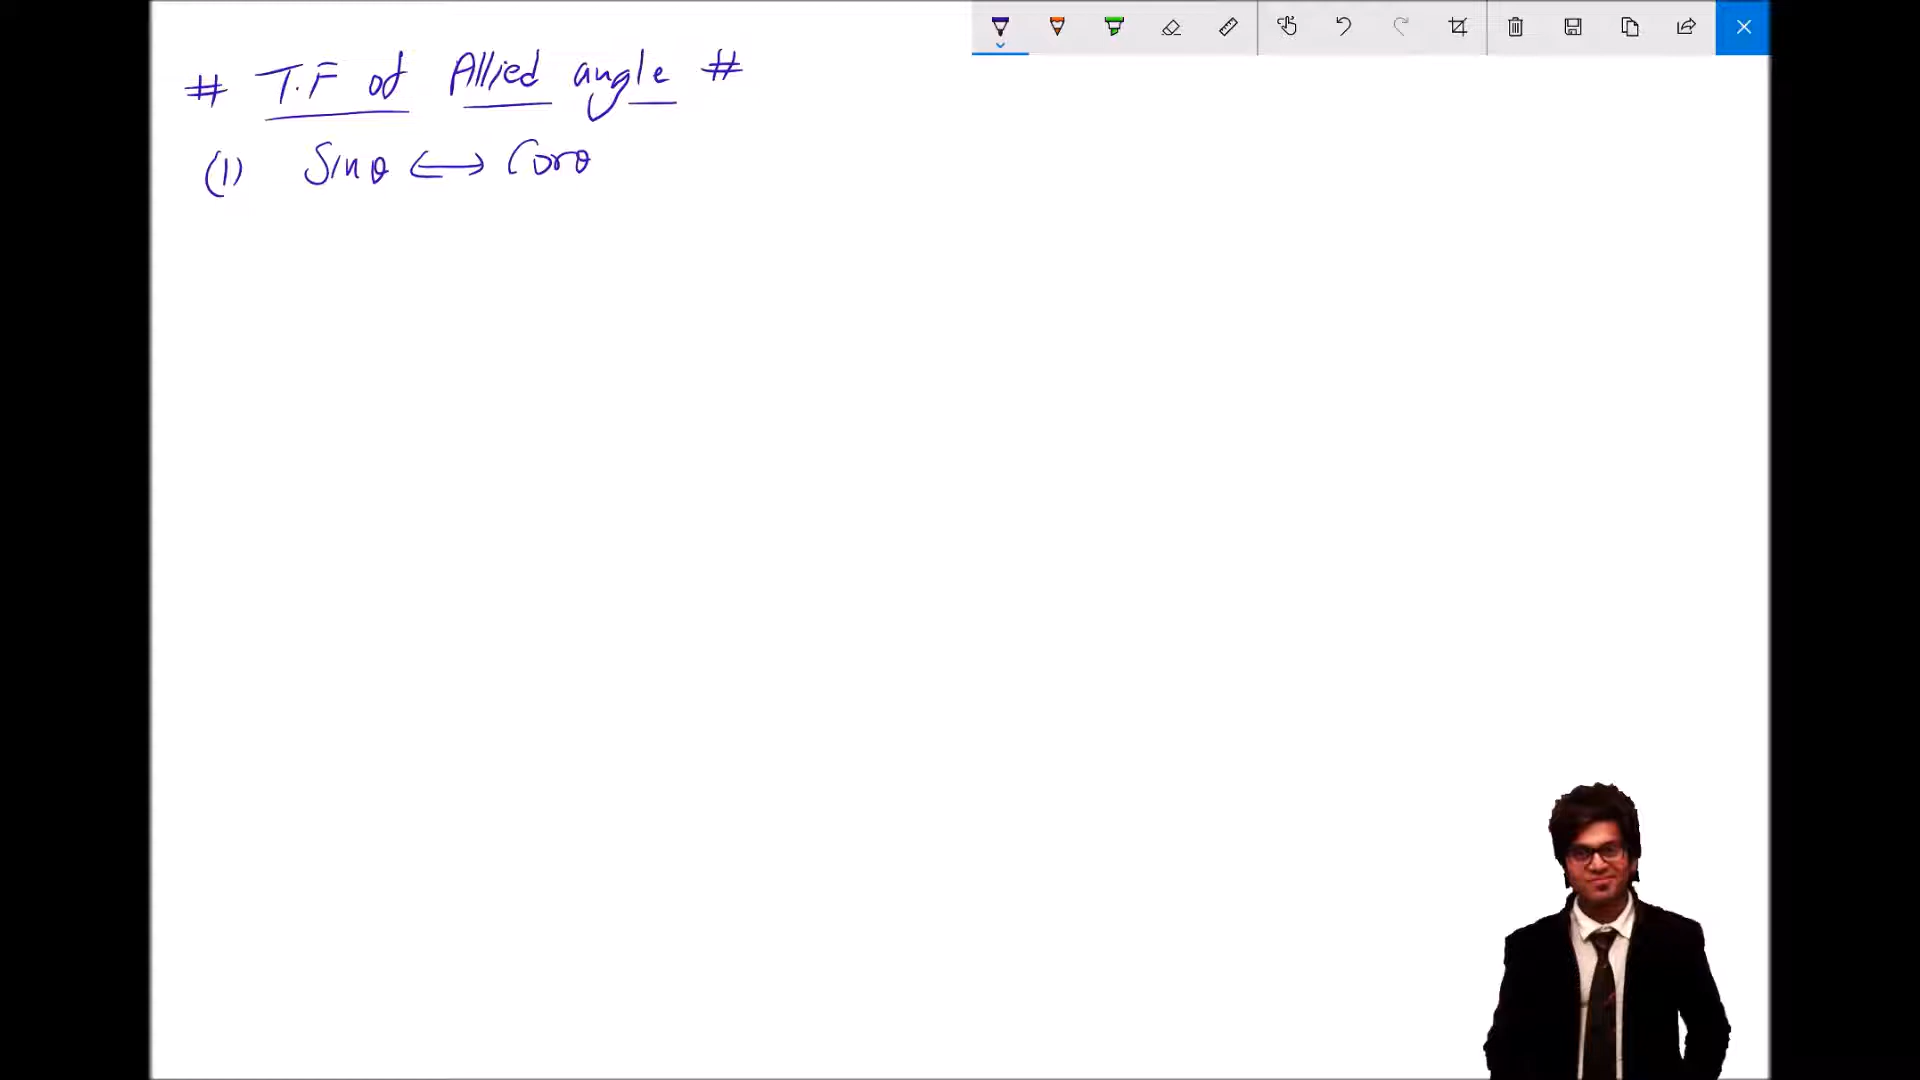 # T.F of Allied angle #
(1) Sinθ ⟷ Cosθ